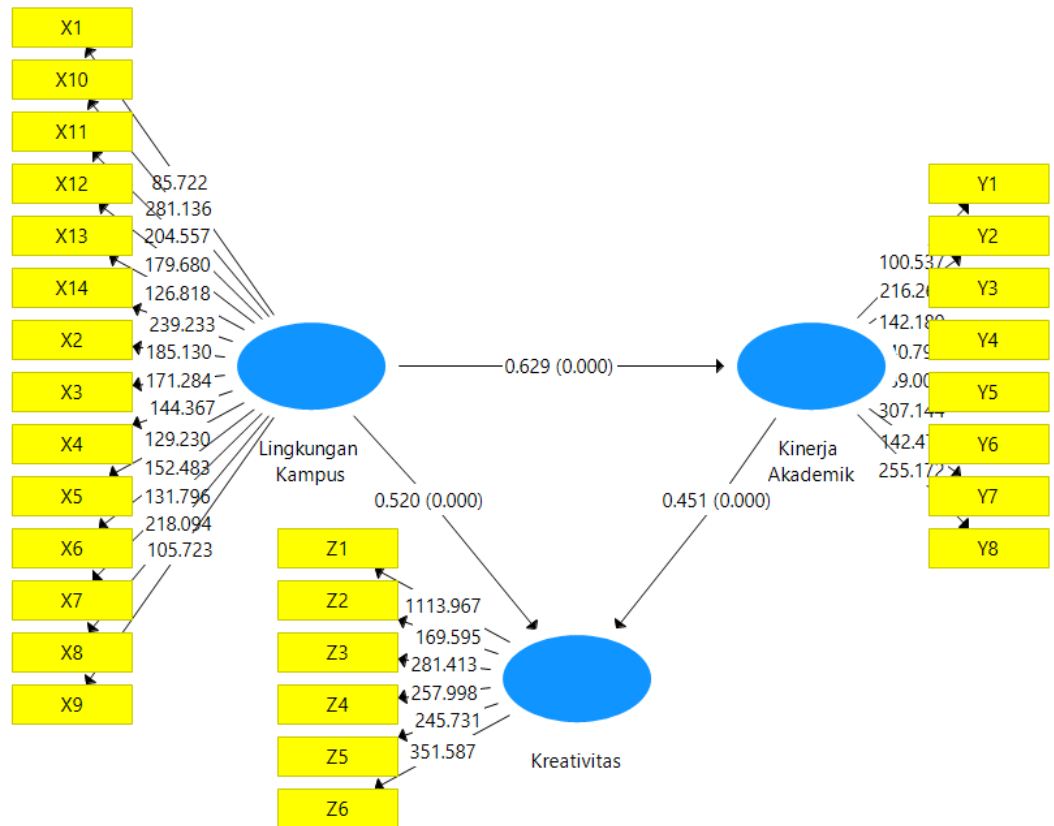 X1
X10
X11
X12
X13
X14
X2
X3
X4
X5
X6
X7
X8
X9
85.722
281.136
204.557
179.680
126.818
239.233
185.130
171.284
144.367
129.230
152.483
131.796
218.094
105.723
Lingkungan
Kampus
0.629 (0.000)
0.520 (0.000)
0.451 (0.000)
Kinerja
Akademik
100.537
307.144
255.172
Y1
Y2
Y3
Y4
Y5
Y6
Y7
Y8
Z1
Z2
Z3
Z4
Z5
Z6
1113.967
169.595
281.413
257.998
245.731
351.587
Kreativitas